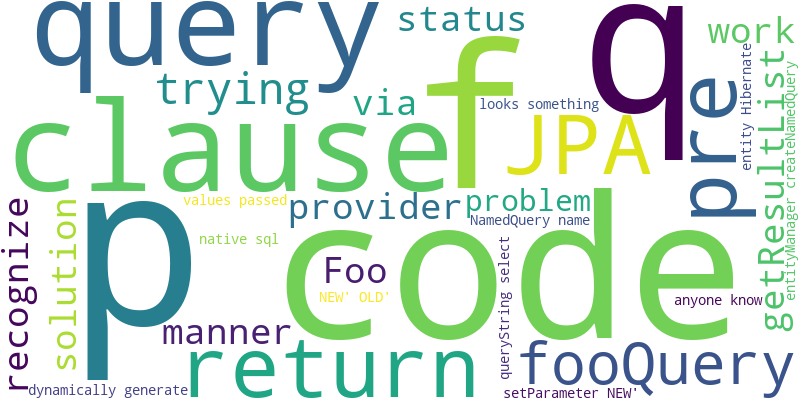 query
status
q
work
trying
via
f
looks something
pre
entity Hibernate
getResultList
entityManager createNamedQuery
clause
JPA
recognize
solution
p
values passed
provider
problem
NamedQuery name
native sql
code
queryString select
Foo
NEW' OLD'
anyone know
manner
return
fooQuery
dynamically generate
setParameter NEW'